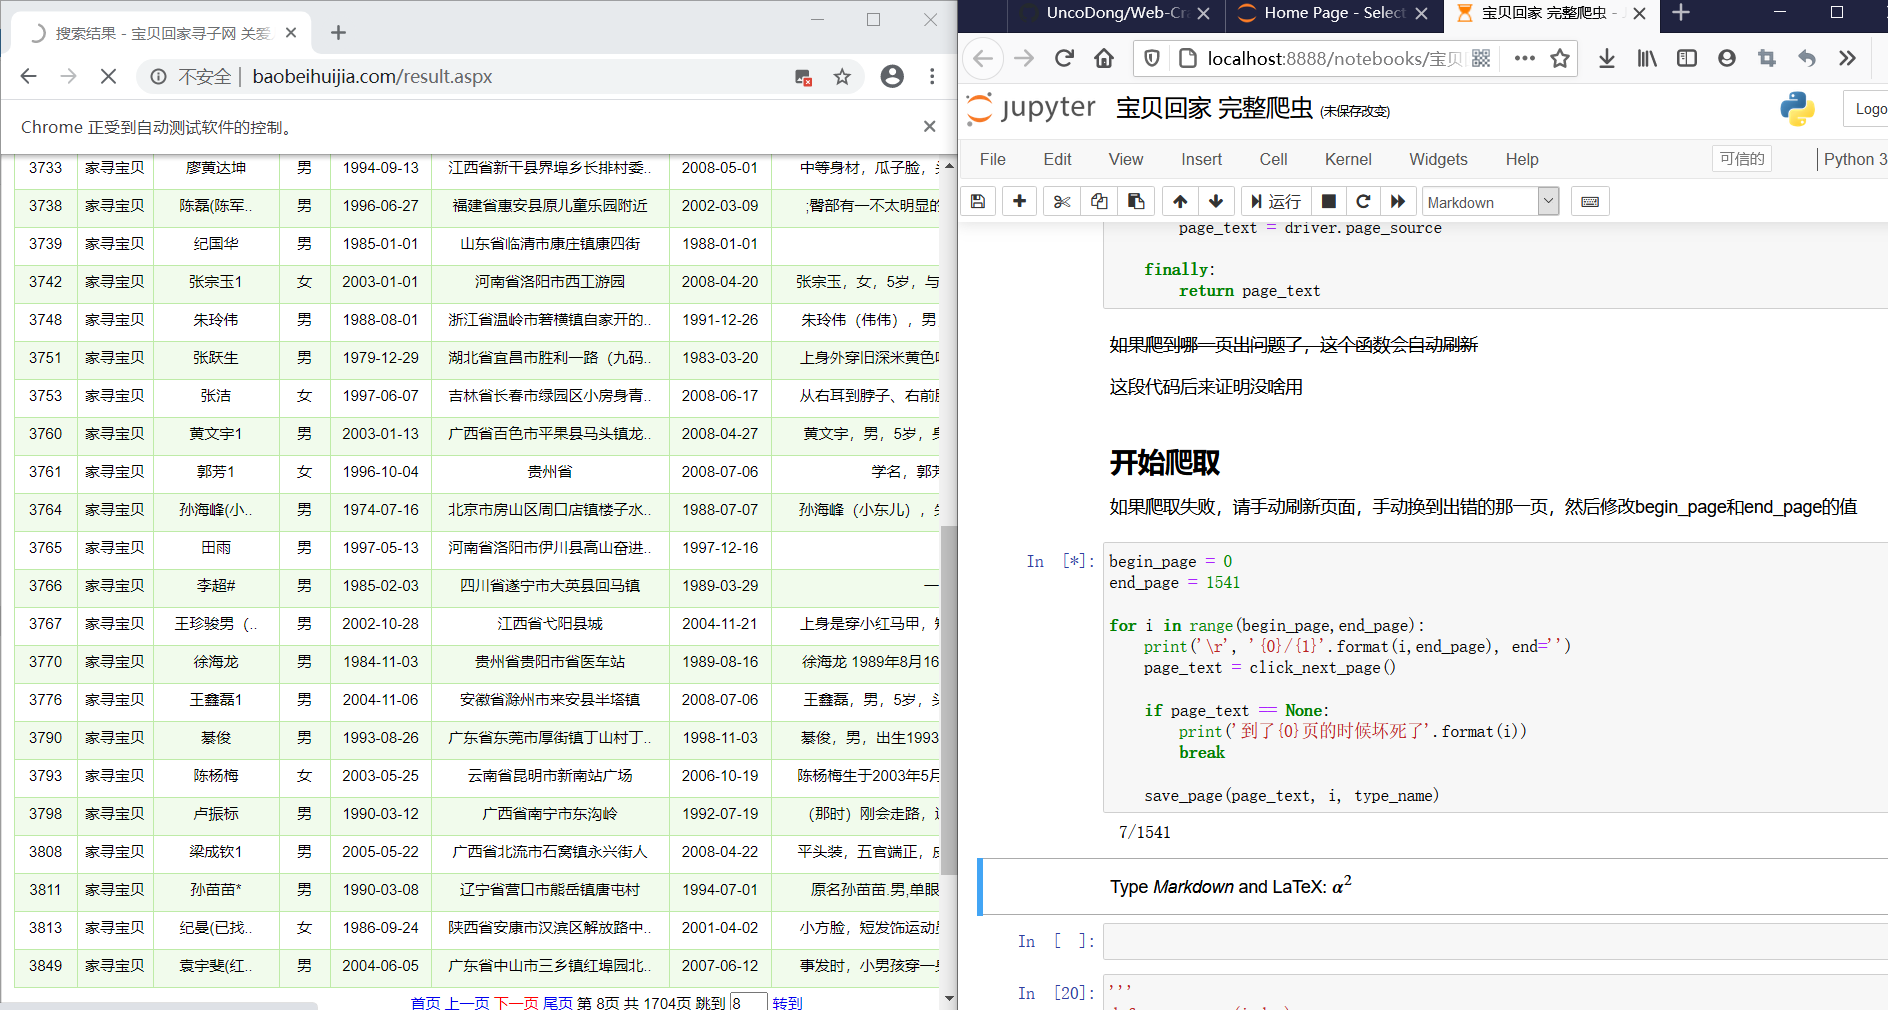 搜索结果 - 宝贝回家寻子网 关爱
不安全 | baobeihuijia.com/result.aspx
Chrome 正受到自动测试软件的控制。
3733 家寻宝贝 廖黄达坤 男 1994-09-13 江西省新干县界埠乡长排村委.. 2008-05-01 中等身材，瓜子脸，
3738 家寻宝贝 陈磊(陈军.. 男 1996-06-27 福建省惠安县原儿童乐园附近 2002-03-09 ;臀部有一不太明显的
3739 家寻宝贝 纪国华 男 1985-01-01 山东省临清市康庄镇康四街 1988-01-01
3742 家寻宝贝 张宗玉1 女 2003-01-01 河南省洛阳市西工游园 2008-04-20 张宗玉，女，5岁，与
3748 家寻宝贝 朱玲伟 男 1988-08-01 浙江省温岭市箬横镇自家开的.. 1991-12-26 朱玲伟（伟伟），男
3751 家寻宝贝 张跃生 男 1979-12-29 湖北省宜昌市胜利一路（九码.. 1983-03-20 上身外穿旧深米黄色
3753 家寻宝贝 张洁 女 1997-06-07 吉林省长春市绿园区小房身青.. 2008-06-17 从右耳到脖子、右前
3760 家寻宝贝 黄文宇1 男 2003-01-13 广西省百色市平果县马头镇龙.. 2008-04-27 黄文宇，男，5岁，
3761 家寻宝贝 郭芳1 女 1996-10-04 贵州省 2008-07-06 学名，郭芳
3764 家寻宝贝 孙海峰(小.. 男 1974-07-16 北京市房山区周口店镇楼子水.. 1988-07-07 孙海峰（小东儿），
3765 家寻宝贝 田雨 男 1997-05-13 河南省洛阳市伊川县高山奋进.. 1997-12-16
3766 家寻宝贝 李超# 男 1985-02-03 四川省遂宁市大英县回马镇 1989-03-29 一
3767 家寻宝贝 王珍骏男（.. 男 2002-10-28 江西省弋阳县城 2004-11-21 上身是穿小红马甲，
3770 家寻宝贝 徐海龙 男 1984-11-03 贵州省贵阳市省医车站 1989-08-16 徐海龙 1989年8月16
3776 家寻宝贝 王鑫磊1 男 2004-11-06 安徽省滁州市来安县半塔镇 2008-07-06 王鑫磊，男，5岁，
3790 家寻宝贝 綦俊 男 1993-08-26 广东省东莞市厚街镇丁山村丁.. 1998-11-03 綦俊，男，出生1993
3793 家寻宝贝 陈杨梅 女 2003-05-25 云南省昆明市新南站广场 2006-10-19 陈杨梅生于2003年5月
3798 家寻宝贝 卢振标 男 1990-03-12 广西省南宁市东沟岭 1992-07-19 （那时）刚会走路，
3808 家寻宝贝 梁成钦1 男 2005-05-22 广西省北流市石窝镇永兴街人 2008-04-22 平头装，五官端正，
3811 家寻宝贝 孙苗苗* 男 1990-03-08 辽宁省营口市熊岳镇唐屯村 1994-07-01 原名孙苗苗.男,单眼
3813 家寻宝贝 纪曼(已找.. 女 1986-09-24 陕西省安康市汉滨区解放路中.. 2001-04-02 小方脸，短发饰运动
3849 家寻宝贝 袁宇斐(红.. 男 2004-06-05 广东省中山市三乡镇红埠园北.. 2007-06-12 事发时，小男孩穿一
首页 上一页 下一页 尾页 第 8页 共 1704页 跳到 8 转到
UncoDong/Web-Cra
Home Page - Select
宝贝回家 完整爬虫 -
localhost:8888/notebooks/宝贝
jupyter 宝贝回家 完整爬虫 (未保存改变)
Logo
File Edit View Insert Cell Kernel Widgets Help 可信的 Python 3
运行 Markdown
page_text = driver.page_source
finally:
return page_text
如果爬到哪一页出问题了，这个函数会自动刷新
这段代码后来证明没啥用
开始爬取
如果爬取失败，请手动刷新页面，手动换到出错的那一页，然后修改begin_page和end_page的值
In [*]: begin_page = 0
end_page = 1541
for i in range(begin_page,end_page):
print('\r', '{0}/{1}'.format(i,end_page), end='')
page_text = click_next_page()
if page_text == None:
print('到了{0}页的时候坏死了'.format(i))
break
save_page(page_text, i, type_name)
7/1541
Type Markdown and LaTeX: α²
In [ ]:
In [20]: '''